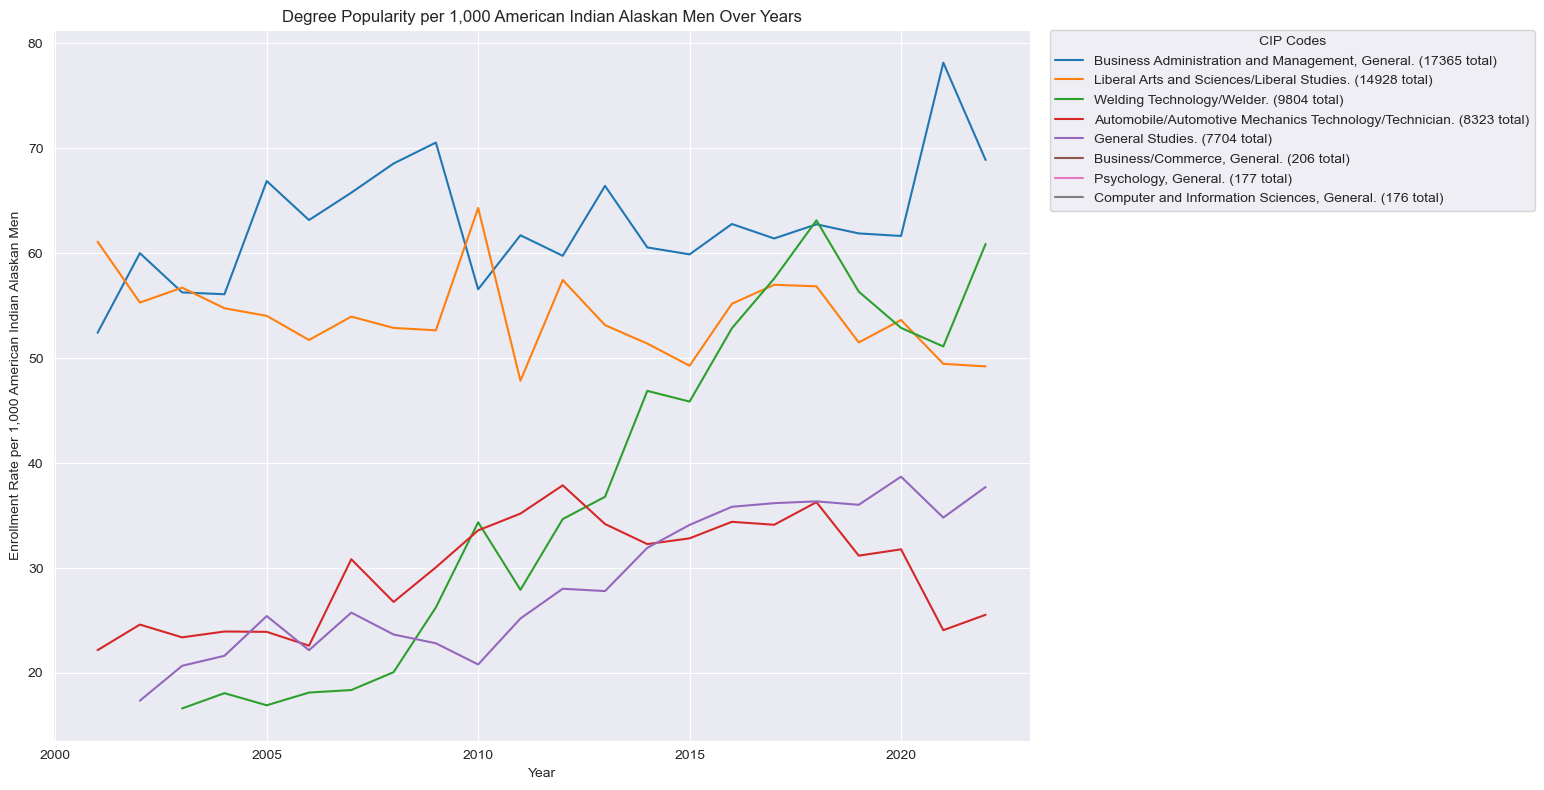 Degree Popularity per 1,000 American Indian Alaskan Men Over Years
CIP Codes
Business Administration and Management, General. (17365 total)
Liberal Arts and Sciences/Liberal Studies. (14928 total)
Welding Technology/Welder. (9804 total)
Automobile/Automotive Mechanics Technology/Technician. (8323 total)
General Studies. (7704 total)
Business/Commerce, General. (206 total)
Psychology, General. (177 total)
Computer and Information Sciences, General. (176 total)
Enrollment Rate per 1,000 American Indian Alaskan Men
80
70
60
50
40
30
20
2000
2005
2010
2015
2020
Year